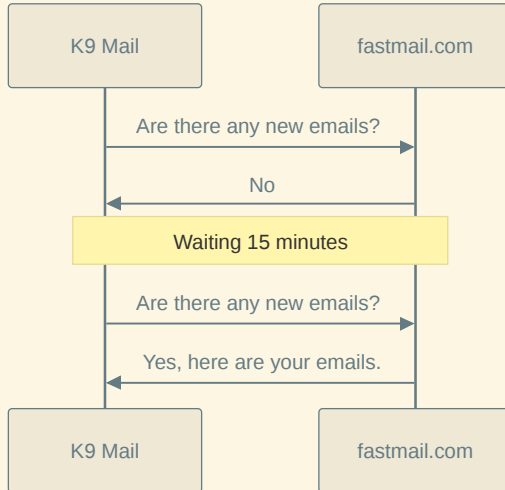 K9 Mail
fastmail.com
Are there any new emails?
No
Waiting 15 minutes
Are there any new emails?
Yes, here are your emails.
K9 Mail
fastmail.com